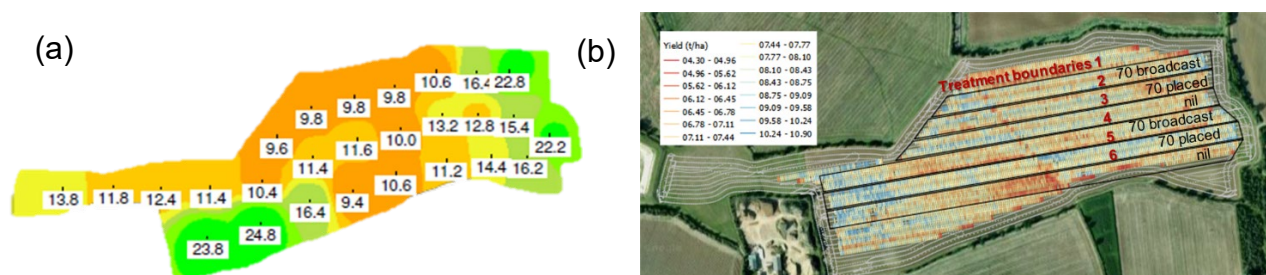 (a)
10.6 16.4 22.8
9.8
9.8
9.8
13.2 12.8 15.4
10.0
22.2
9.6
11.6
11.4
11.2 14.4 16.2
10.6
13.8 11.8 12.4 11.4 10.4
9.4
16.4
24.8
23.8
(b)
Yield (t/ha)
04.30 - 04.96
04.96 - 05.62
05.62 - 06.12
06.12 - 06.45
06.45 - 06.78
06.78 - 07.11
07.11 - 07.44
07.44 - 07.77
07.77 - 08.10
08.10 - 08.43
08.43 - 08.75
08.75 - 09.09
09.09 - 09.58
09.58 - 10.24
10.24 - 10.90
Treatment boundaries 1
2 70 broadcast
3 70 placed
4 nil
5 70 broadcast
6 70 placed
nil